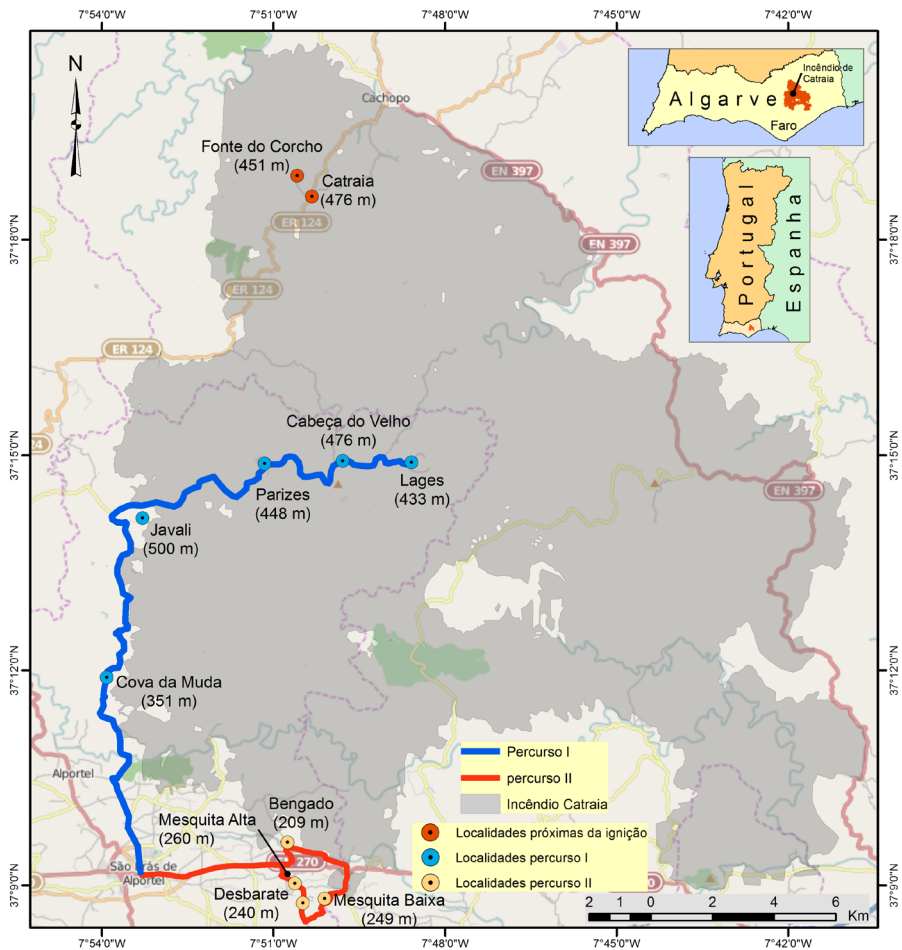 7°54'0"O
7°51'0"O
7°48'0"O
7°45'0"O
7°42'0"O
N
Cachopo
Fonte do Corcho
(451 m)
Catraia
(476 m)
ER 124
EN 397
EN 397
ER 124
ER 124
Incêndio de
Catraia
Algarve
Faro
Portugal
Espanha
37°18'0"N
37°18'0"N
Cabeça do Velho
(476 m)
37°15'0"N
37°15'0"N
24
Parizes
(448 m)
Lages
(433 m)
EN 397
Javali
(500 m)
37°12'0"N
37°12'0"N
Cova da Muda
(351 m)
Alportel
Percurso I
percurso II
Incêndio Catraia
Bengado
(209 m)
Mesquita Alta
(260 m)
Localidades próximas da ignição
Localidades percurso I
Localidades percurso II
São Brás de
Alportel
270
0
37°9'0"N
37°9'0"N
Desbarate
(240 m)
Mesquita Baixa
(249 m)
2 1 0 2 4 6
Km
7°54'0"O
7°51'0"O
7°48'0"O
7°45'0"O
7°42'0"O